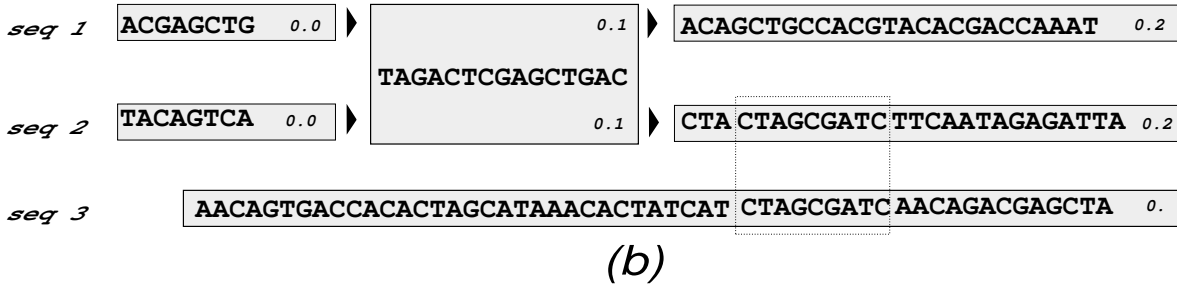 seq 1 ACGAGCTG 0.0 0.1 ACAGCTGCCACGTACACGACCAAAT 0.2
TAGACTCGAGCTGAC
seq 2 TACAGTCA 0.0 0.1 CTA CTAGCGATC TTCAATAGAGATTA 0.2
seq 3 AACAGTGACCACACTAGCATAAACACTATCAT CTAGCGATC AACAGACGAGCTA 0.
(b)